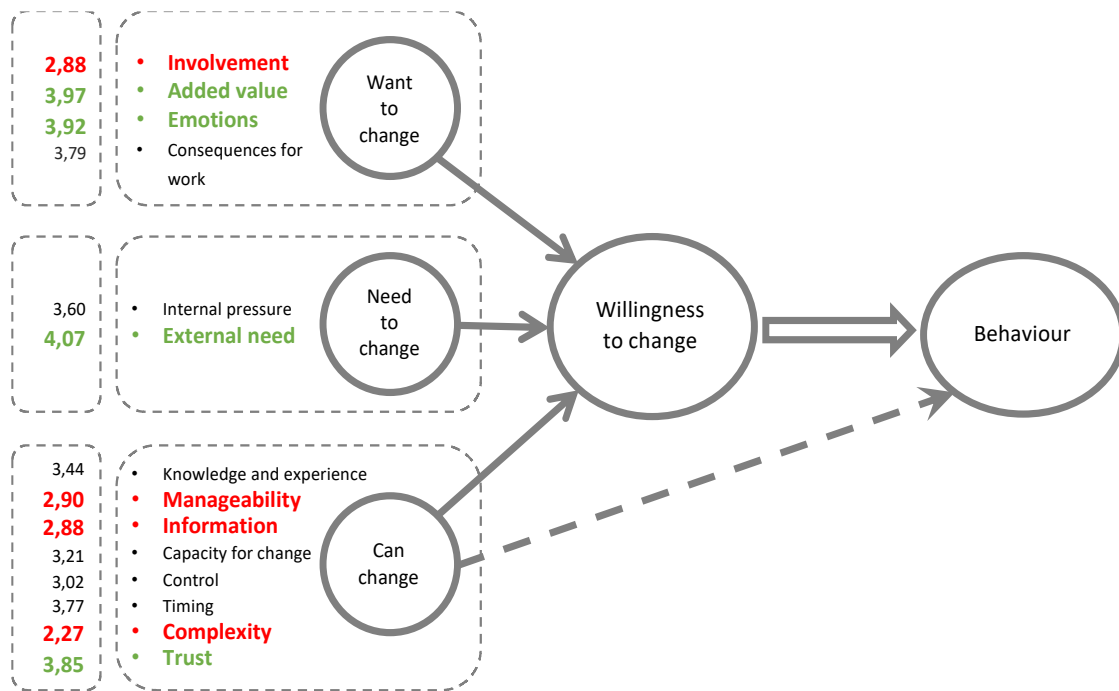 2,88 • Involvement
3,97 • Added value
3,92 • Emotions
3,79 • Consequences for
work
Want
to
change
3,60 • Internal pressure
4,07 • External need
Need
to
change
3,44 • Knowledge and experience
2,90 • Manageability
2,88 • Information
3,21 • Capacity for change
3,02 • Control
3,77 • Timing
2,27 • Complexity
3,85 • Trust
Can
change
Willingness
to change
Behaviour